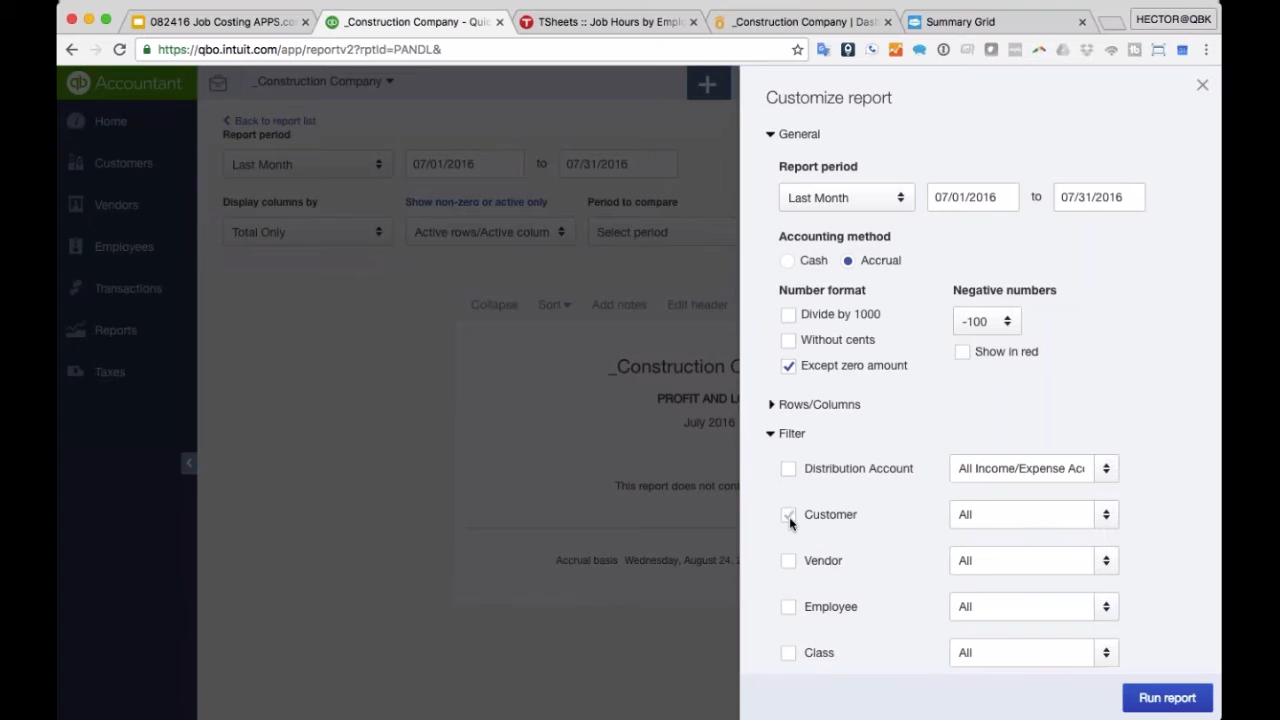 082416 Job Costing APPS.co
_Construction Company - Quic
TSheets :: Job Hours by Empl
_Construction Company | Das
Summary Grid
HECTOR@QBK
https://qbo.intuit.com/app/reportv2?rptid=PANDL&
qb Accountant
_Construction Company
+
Home
Customers
Vendors
Employees
Transactions
Reports
Taxes
Back to report list
Report period
Last Month 07/01/2016 to 07/31/2016
Display columns by Show non-zero or active only Period to compare
Total Only Active rows/Active colum Select period
Collapse Sort Add notes Edit header
_Construction C
PROFIT AND L
July 2016
This report does not con
Accrual basis Wednesday, August 24, 2
Customize report
General
Report period
Last Month 07/01/2016 to 07/31/2016
Accounting method
Cash Accrual
Number format Negative numbers
Divide by 1000
-100
Without cents
Show in red
Except zero amount
Rows/Columns
Filter
Distribution Account All Income/Expense Acc
Customer All
Vendor All
Employee All
Class All
Run report